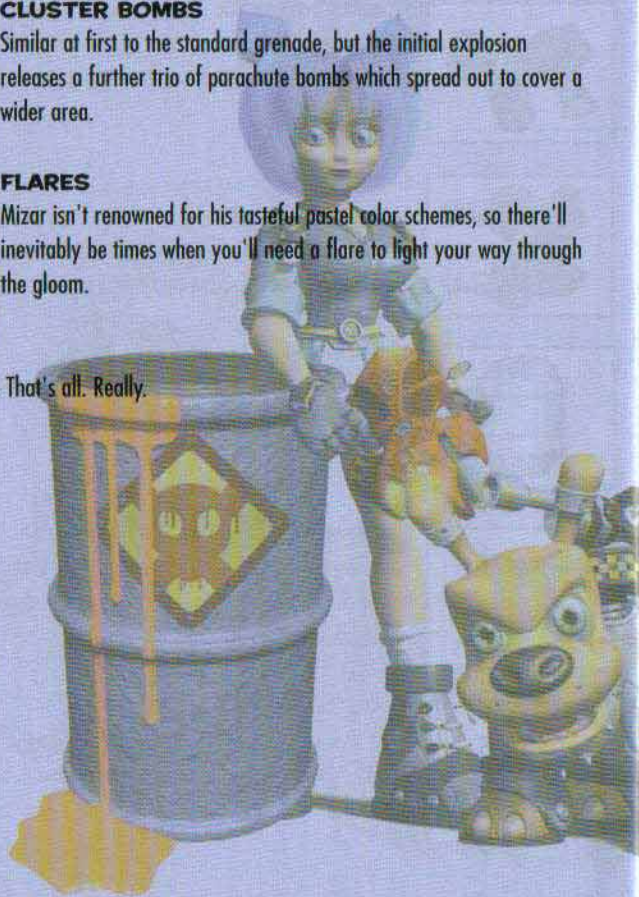 CLUSTER BOMBS
Similar at first to the standard grenade, but the initial explosion
releases a further trio of parachute bombs which spread out to cover a
wider area.
FLARES
Mizar isn't renowned for his tasteful pastel color schemes, so there'll
inevitably be times when you'll need a flare to light your way through
the gloom.
That's all. Really.